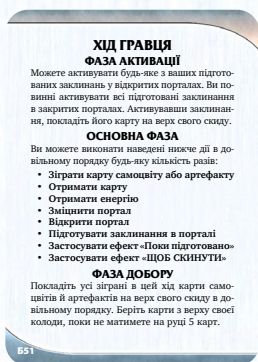 ХІД ГРАВЦЯ
ФАЗА АКТИВАЦІЇ
Можете активувати будь-яке з ваших підгото-
ваних заклинань у відкритих порталах. Ви по-
винні активувати всі підготовані заклинання
в закритих порталах. Активувавши заклинан-
ня, покладіть його карту на верх свого скиду.
ОСНОВНА ФАЗА
Ви можете виконати наведені нижче дії в до-
вільному порядку будь-яку кількість разів:
• Зіграти карту самоцвіту або артефакту
• Отримати карту
• Отримати енергію
• Зміцнити портал
• Відкрити портал
• Підготувати заклинання в порталі
• Застосувати ефект «Поки підготовано»
• Застосувати ефект «ЩОБ СКИНУТИ»
ФАЗА ДОБОРУ
Покладіть усі зіграні в цей хід карти само-
цвітів й артефактів на верх свого скиду в до-
вільному порядку. Беріть карти з верху своєї
колоди, поки не матимете на руці 5 карт.
Б51